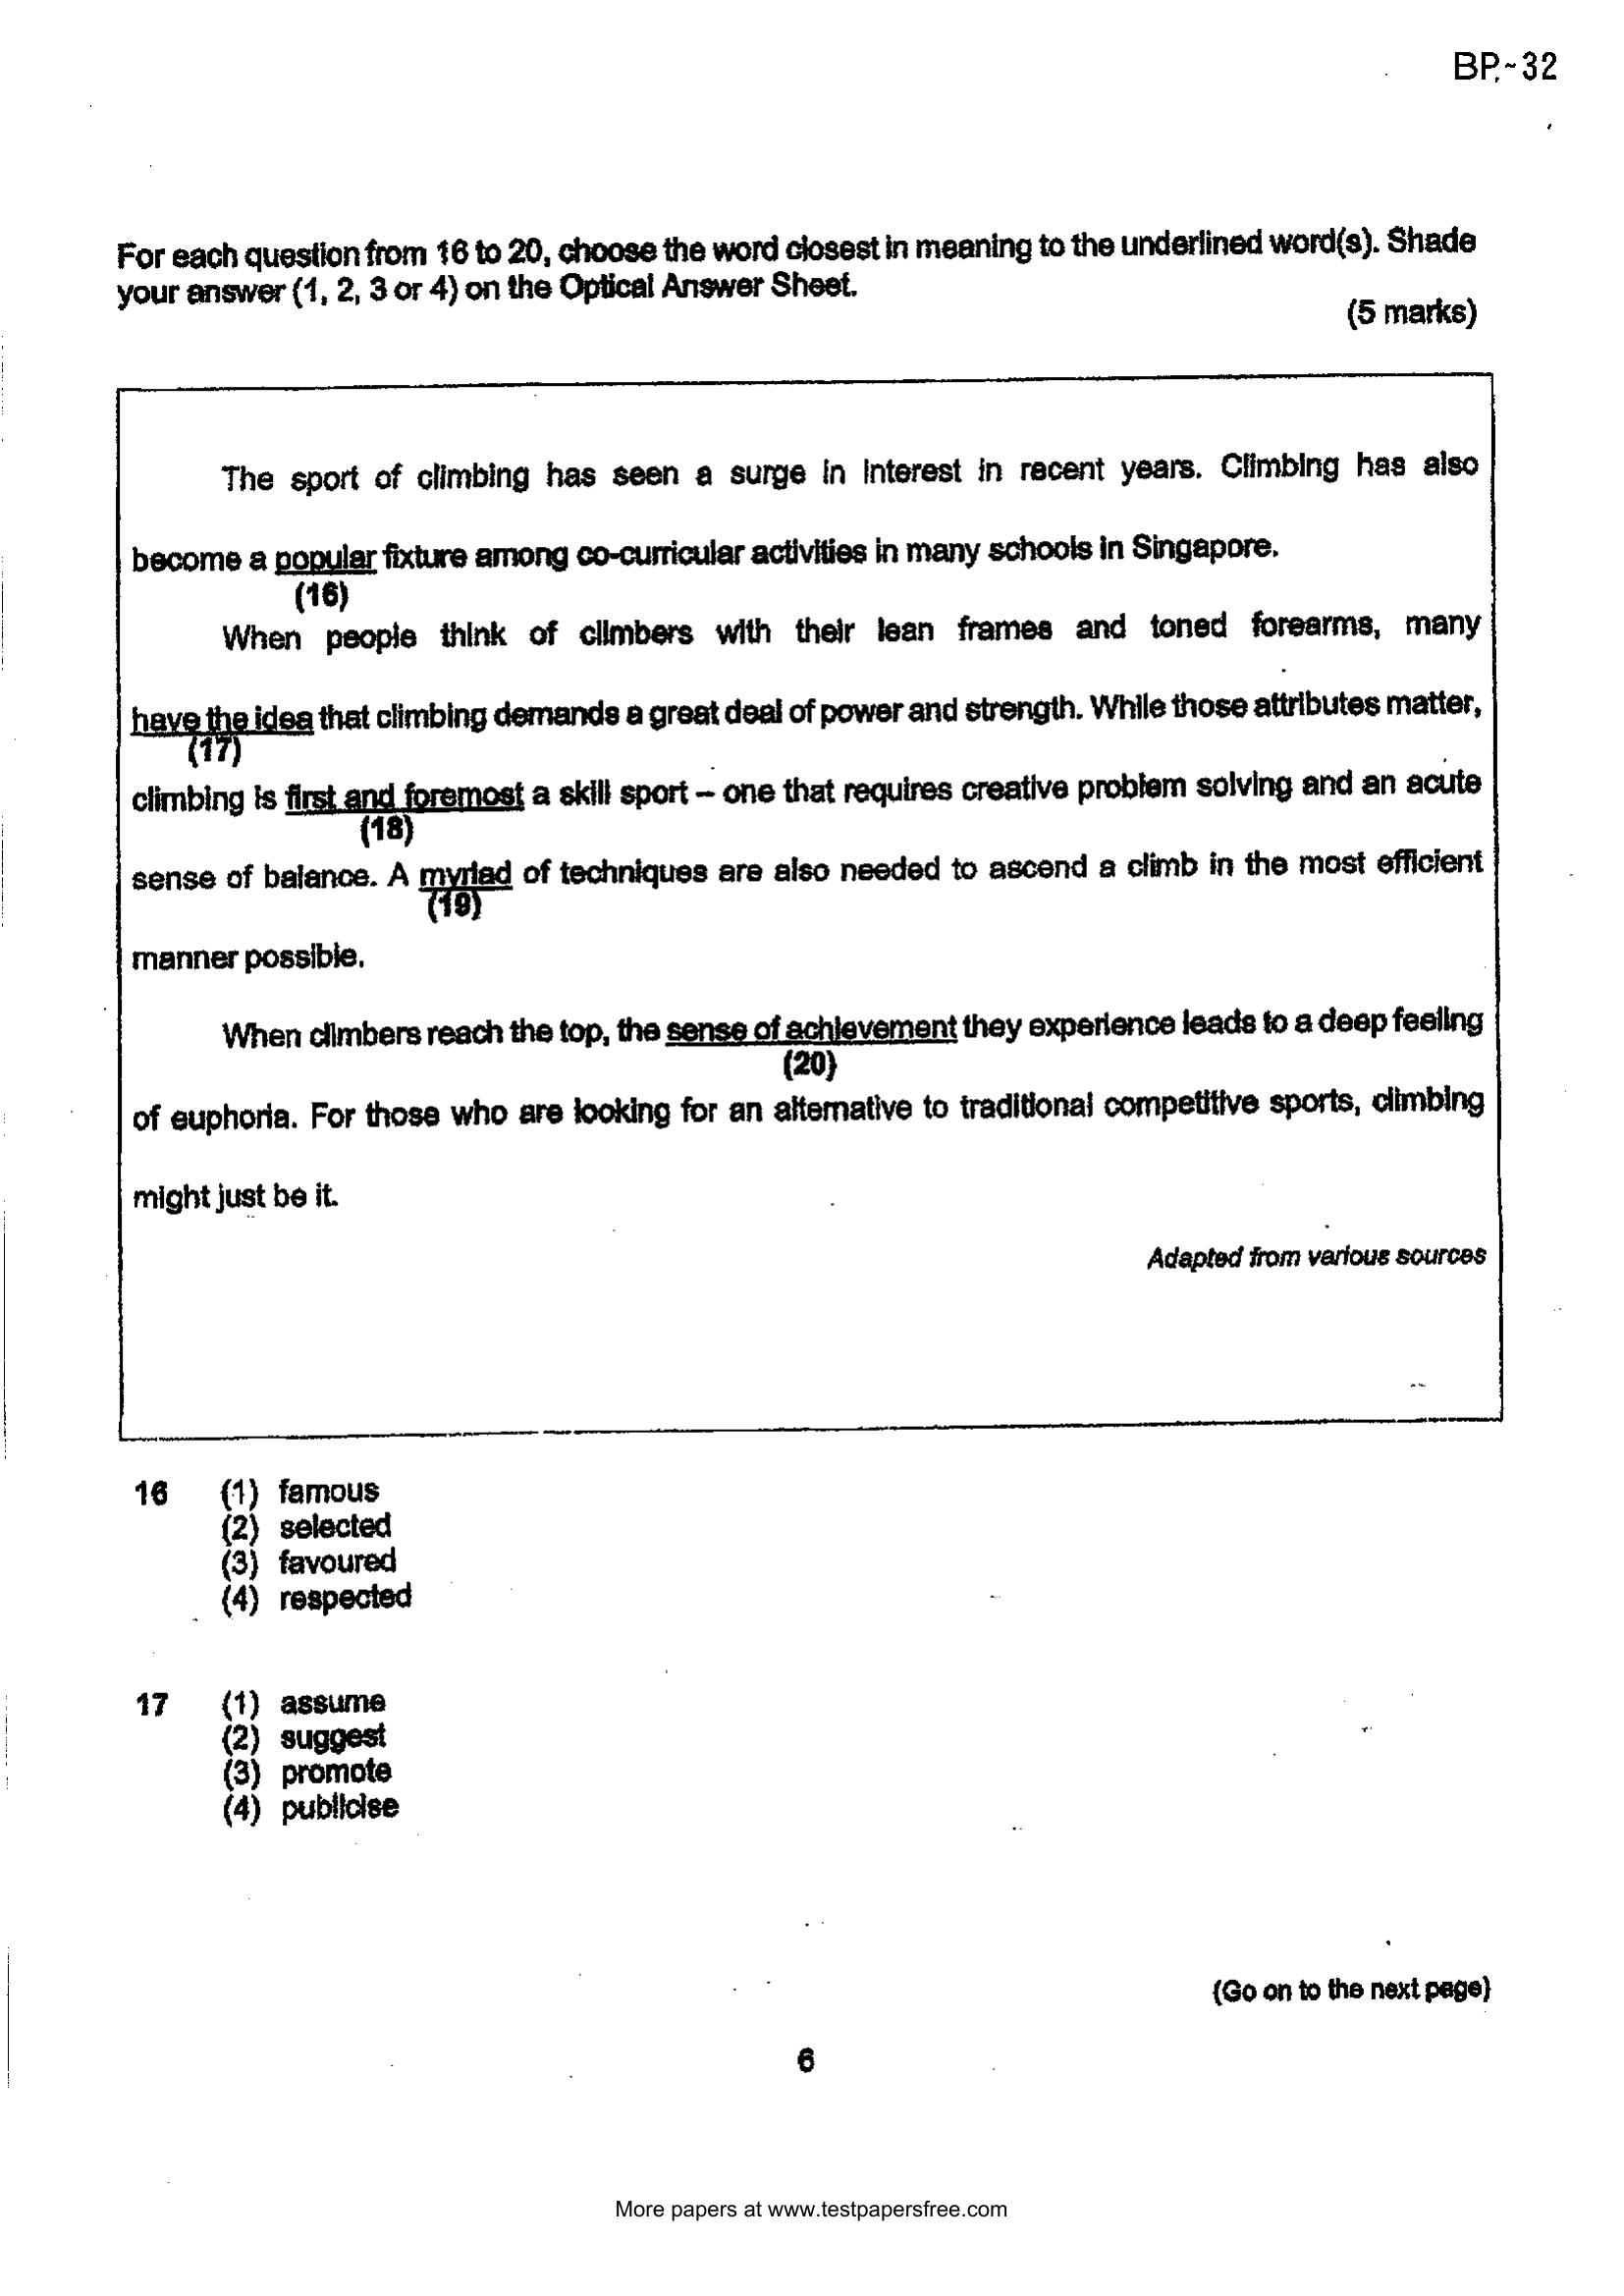 BP-32
For each question from 16 to 20, choose the word closest in meaning to the underlined word(s). Shade
your answer (1, 2, 3 or 4) on the Optical Answer Sheet.
(5 marks)
The sport of climbing has seen a surge in interest in recent years. Climbing has also
become a popular fixture among co-curricular activities in many schools in Singapore.
(16)
When people think of climbers with their lean frames and toned forearms, many
have the idea that climbing demands a great deal of power and strength. While those attributes matter,
(17)
climbing is first and foremost a skill sport – one that requires creative problem solving and an acute
(18)
sense of balance. A myriad of techniques are also needed to ascend a climb in the most efficient
(19)
manner possible.
When climbers reach the top, the sense of achievement they experience leads to a deep feeling
(20)
of euphoria. For those who are looking for an alternative to traditional competitive sports, climbing
might just be it.
Adapted from various sources
16 (1) famous
(2) selected
(3) favoured
(4) respected
17 (1) assume
(2) suggest
(3) promote
(4) publicise
(Go on to the next page)
6
More papers at www.testpapersfree.com